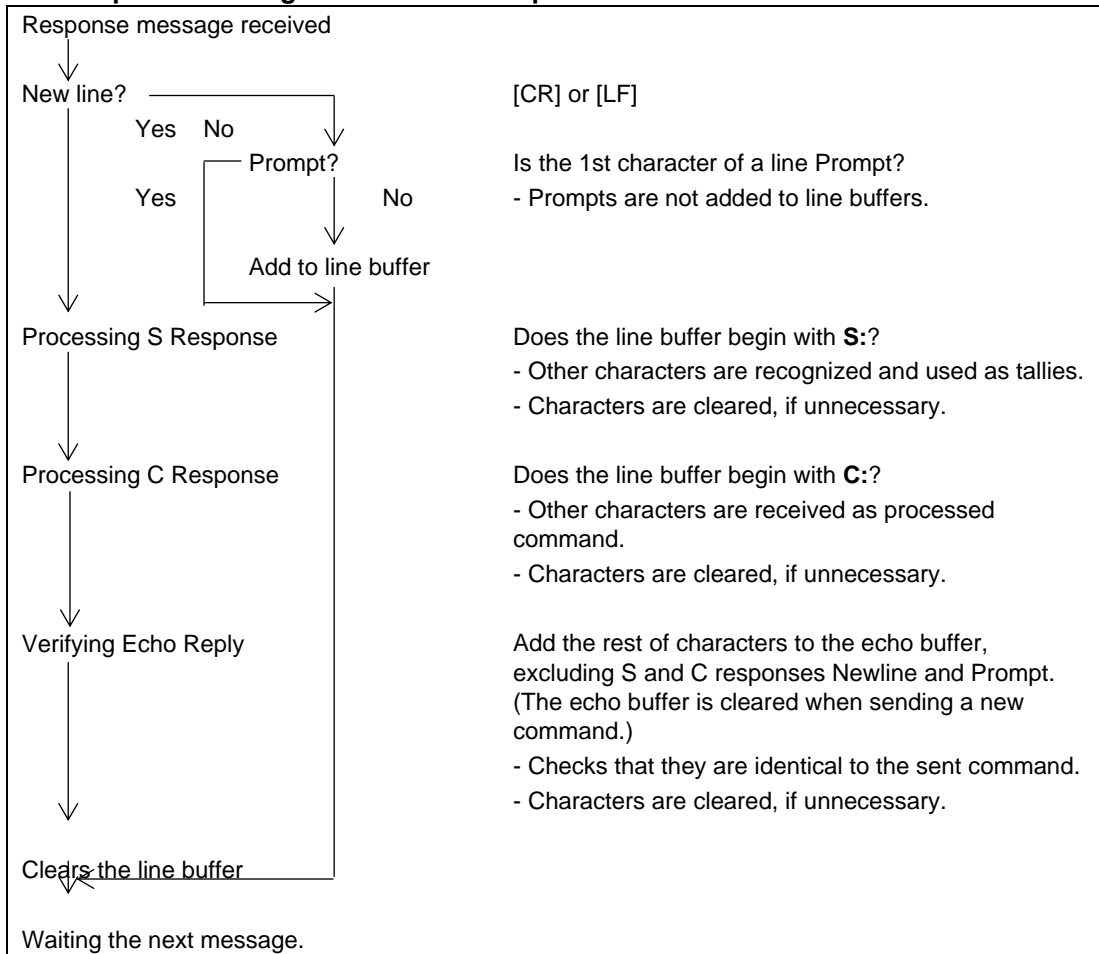 Response message received
New line? [CR] or [LF]
Yes No
Prompt? Is the 1st character of a line Prompt?
Yes No - Prompts are not added to line buffers.
Add to line buffer
Processing S Response Does the line buffer begin with S:?
- Other characters are recognized and used as tallies.
- Characters are cleared, if unnecessary.
Processing C Response Does the line buffer begin with C:?
- Other characters are received as processed
command.
- Characters are cleared, if unnecessary.
Verifying Echo Reply Add the rest of characters to the echo buffer,
excluding S and C responses Newline and Prompt.
(The echo buffer is cleared when sending a new
command.)
- Checks that they are identical to the sent command.
- Characters are cleared, if unnecessary.
Clears the line buffer
Waiting the next message.